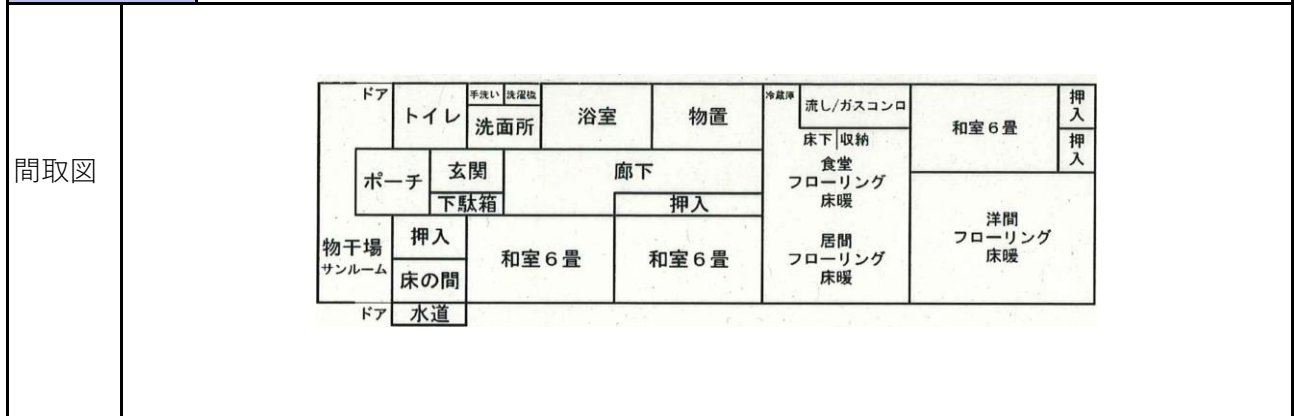 間取図
ドア
トイレ
手洗い
洗濯機
洗面所
浴室
物置
冷蔵庫
流し/ガスコンロ
床下
収納
和室6畳
押入
押入
ポーチ
玄関
下駄箱
廊下
押入
食堂
フローリング
床暖
物干場
サンルーム
押入
床の間
和室6畳
和室6畳
居間
フローリング
床暖
洋間
フローリング
床暖
ドア
水道